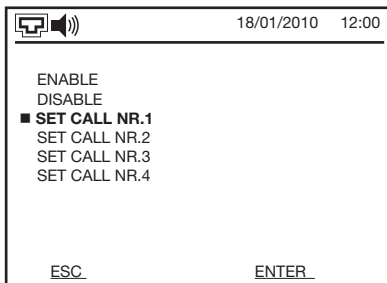 18/01/2010 12:00
ENABLE
DISABLE
SET CALL NR.1
SET CALL NR.2
SET CALL NR.3
SET CALL NR.4
ESC ENTER